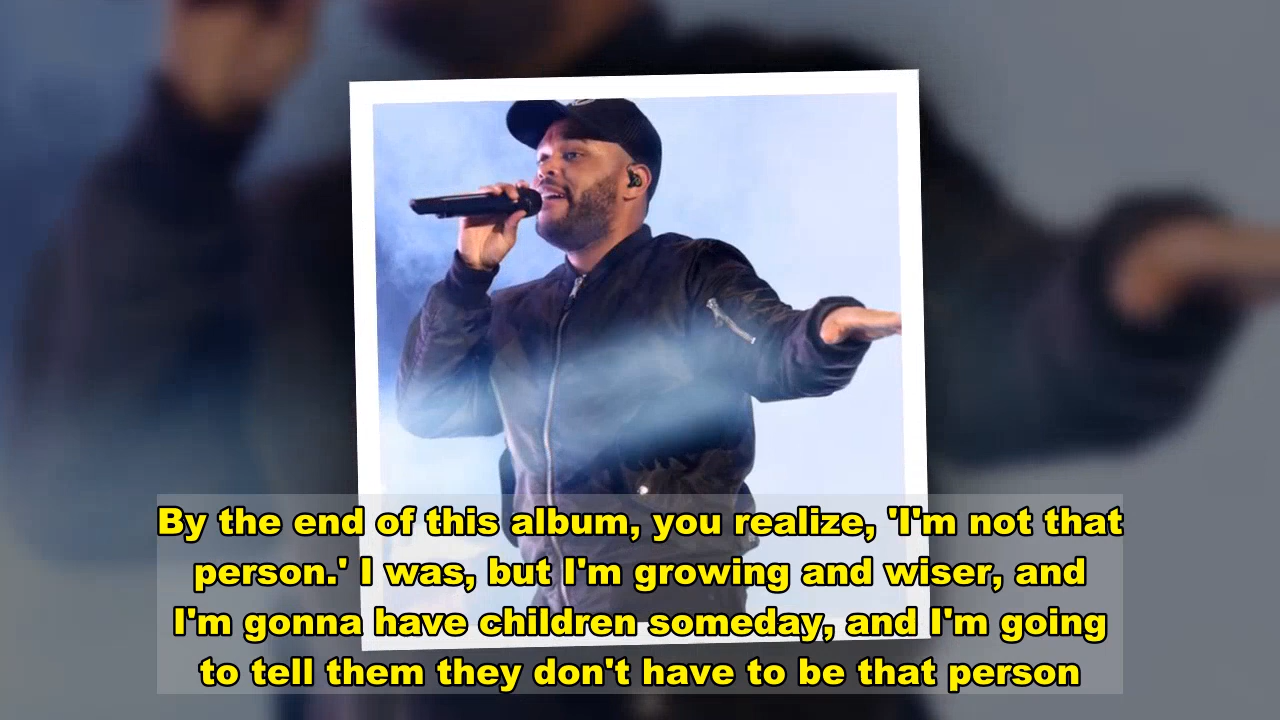 By the end of this album, you realize, 'I'm not that
person.' I was, but I'm growing and wiser, and
I'm gonna have children someday, and I'm going
to tell them they don't have to be that person